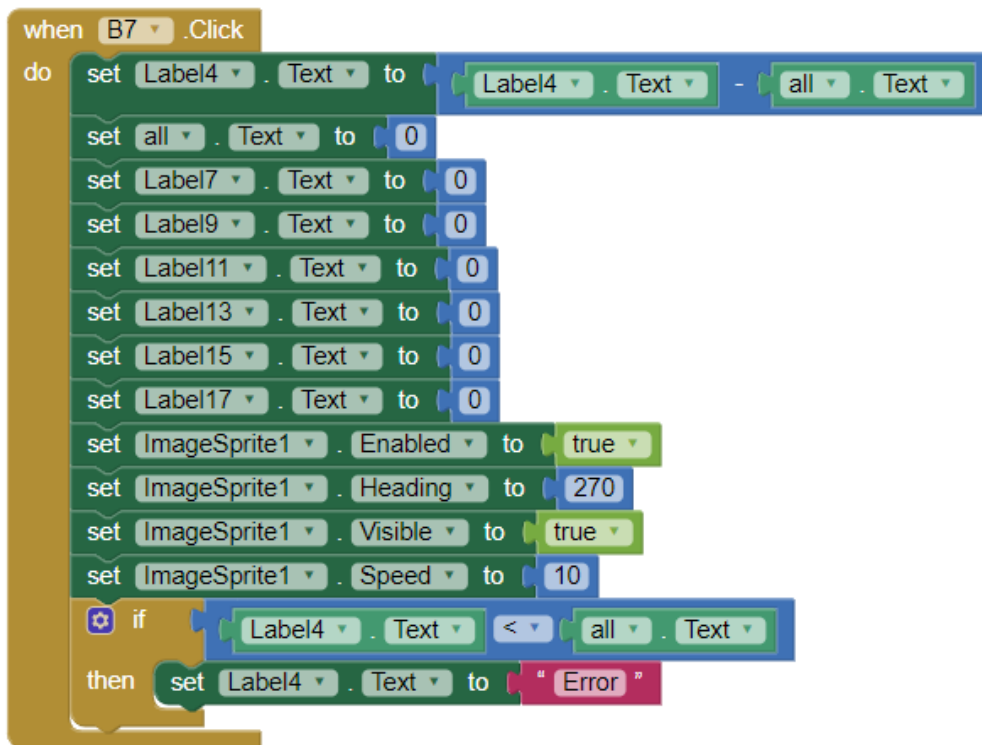 when B7 .Click
do set Label4 . Text to Label4 . Text - all . Text
set all . Text to 0
set Label7 . Text to 0
set Label9 . Text to 0
set Label11 . Text to 0
set Label13 . Text to 0
set Label15 . Text to 0
set Label17 . Text to 0
set ImageSprite1 . Enabled to true
set ImageSprite1 . Heading to 270
set ImageSprite1 . Visible to true
set ImageSprite1 . Speed to 10
if Label4 . Text < all . Text
then set Label4 . Text to “ Error ”